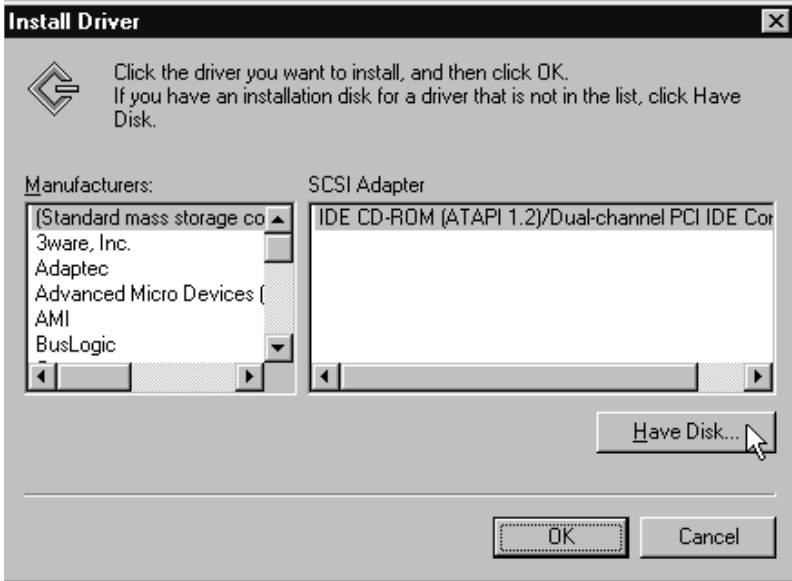 Install Driver
Click the driver you want to install, and then click OK.
If you have an installation disk for a driver that is not in the list, click Have
Disk.
Manufacturers:
SCSI Adapter
(Standard mass storage co
3ware, Inc.
Adaptec
Advanced Micro Devices (
AMI
BusLogic
IDE CD-ROM (ATAPI 1.2)/Dual-channel PCI IDE Cor
Have Disk...
OK
Cancel